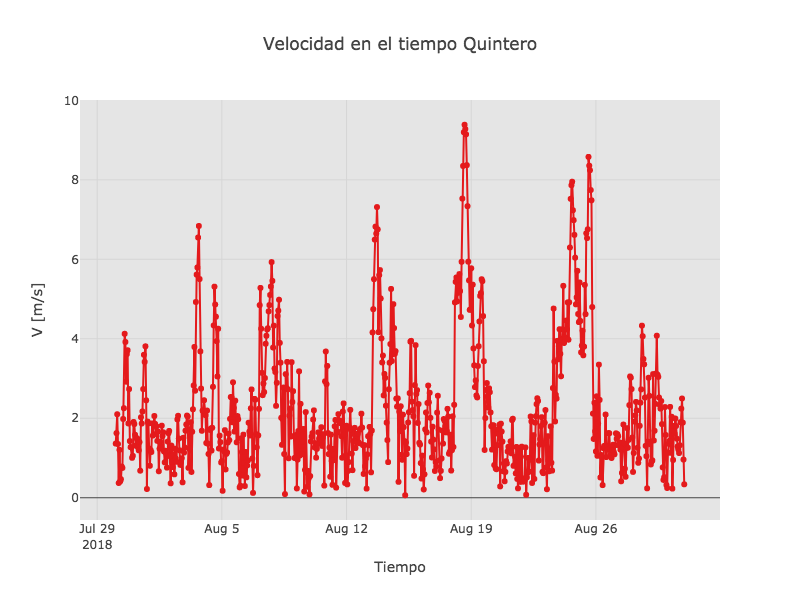 Velocidad en el tiempo Quintero
10
8
6
4
2
0
V [m/s]
Jul 29
2018
Aug 5
Aug 12
Aug 19
Aug 26
Tiempo